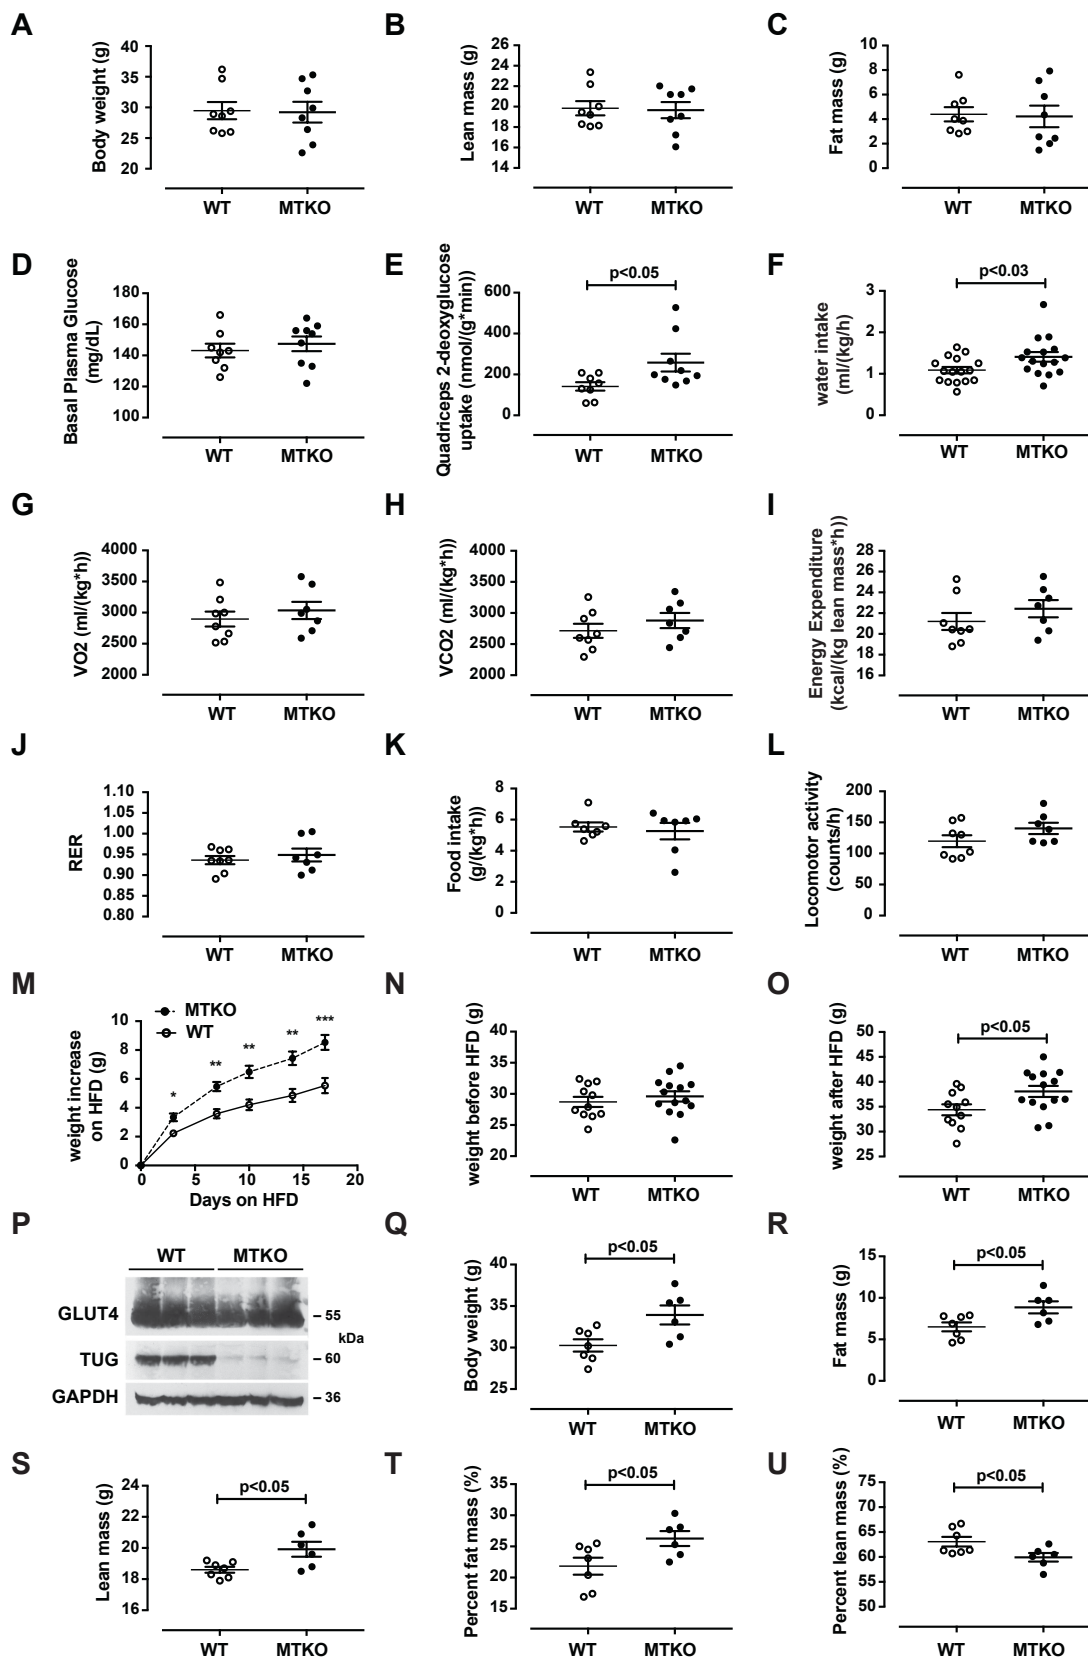 A
Body weight (g)
40
35
30
25
20
WT
MTKO
B
Lean mass (g)
26
24
22
20
18
16
14
WT
MTKO
C
Fat mass (g)
10
8
6
4
2
0
WT
MTKO
D
Basal Plasma Glucose
(mg/dL)
180
160
140
120
100
WT
MTKO
E
Quadriceps 2-deoxyglucose
uptake (nmol/(g*min))
600
400
200
0
p<0.05
WT
MTKO
F
water intake
(ml/(kg/h)
3
2
1
0
p<0.03
WT
MTKO
G
VO2 (ml/(kg*h))
4000
3500
3000
2500
2000
WT
MTKO
H
VCO2 (ml/(kg*h))
4000
3500
3000
2500
2000
WT
MTKO
I
Energy Expenditure
(kcal/(kg lean mass*h))
28
26
24
22
20
18
16
WT
MTKO
J
RER
1.10
1.05
1.00
0.95
0.90
0.85
0.80
WT
MTKO
K
Food intake
(g/(kg*h))
8
6
4
2
0
WT
MTKO
L
Locomotor activity
(counts/h)
200
150
100
50
0
WT
MTKO
M
weight increase
on HFD (g)
10
8
6
4
2
0
MTKO
WT
*
**
**
**
***
0
5
10
15
20
Days on HFD
N
weight before HFD (g)
40
35
30
25
20
WT
MTKO
O
weight after HFD (g)
50
45
40
35
30
25
p<0.05
WT
MTKO
P
WT
MTKO
GLUT4
– 55
kDa
TUG
– 60
GAPDH
– 36
Q
Body weight (g)
40
35
30
25
p<0.05
WT
MTKO
R
Fat mass (g)
15
10
5
0
p<0.05
WT
MTKO
S
Lean mass (g)
24
22
20
18
16
p<0.05
WT
MTKO
T
Percent fat mass (%)
35
30
25
20
15
p<0.05
WT
MTKO
U
Percent lean mass (%)
75
70
65
60
55
50
p<0.05
WT
MTKO